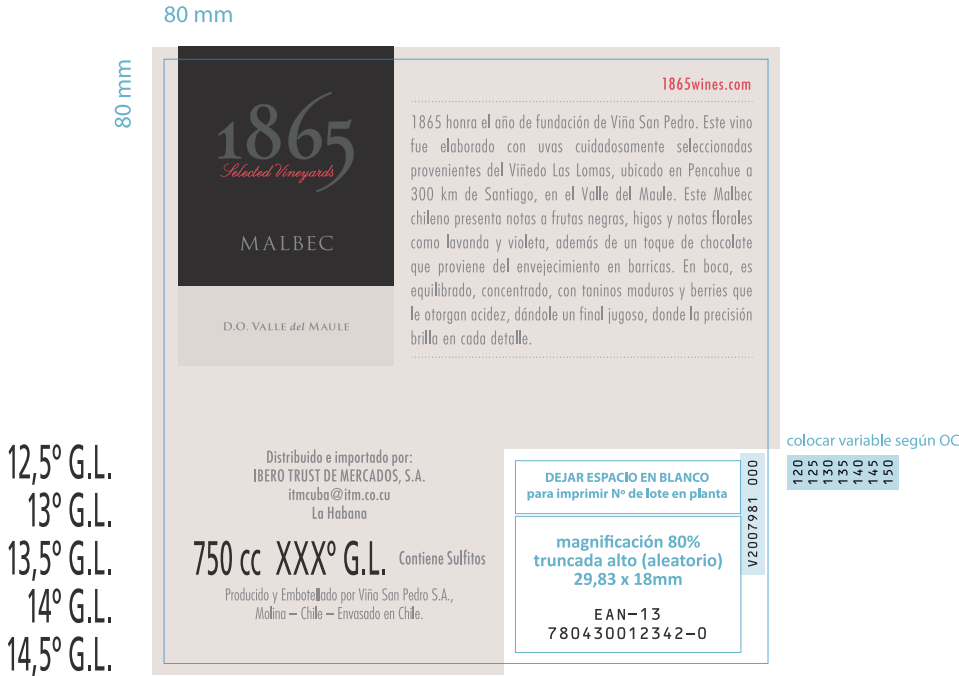 80 mm
80 mm
1865
Selected Vineyards
MALBEC
D.O. VALLE del MAULE
1865wines.com
1865 honra el año de fundación de Viña San Pedro. Este vino
fue elaborado con uvas cuidadosamente seleccionadas
provenientes del Viñedo Las Lomas, ubicado en Pencahue a
300 km de Santiago, en el Valle del Maule. Este Malbec
chileno presenta notas a frutas negras, higos y notas florales
como lavanda y violeta, además de un toque de chocolate
que proviene del envejecimiento en barricas. En boca, es
equilibrado, concentrado, con taninos maduros y berries que
le otorgan acidez, dándole un final jugoso, donde la precisión
brilla en cada detalle.
12,5° G.L.
13° G.L.
13,5° G.L.
14° G.L.
14,5° G.L.
Distribuido e importado por:
IBERO TRUST DE MERCADOS, S.A.
itmcuba@itm.co.cu
La Habana
750 cc XXX° G.L. Contiene Sulfitos
Producido y Embotellado por Viña San Pedro S.A.,
Molina – Chile – Envasado en Chile.
DEJAR ESPACIO EN BLANCO
para imprimir Nº de lote en planta
magnificación 80%
truncada alto (aleatorio)
29,83 x 18mm
EAN-13
780430012342-0
V2007981 000
colocar variable según OC
120
125
130
135
140
145
150